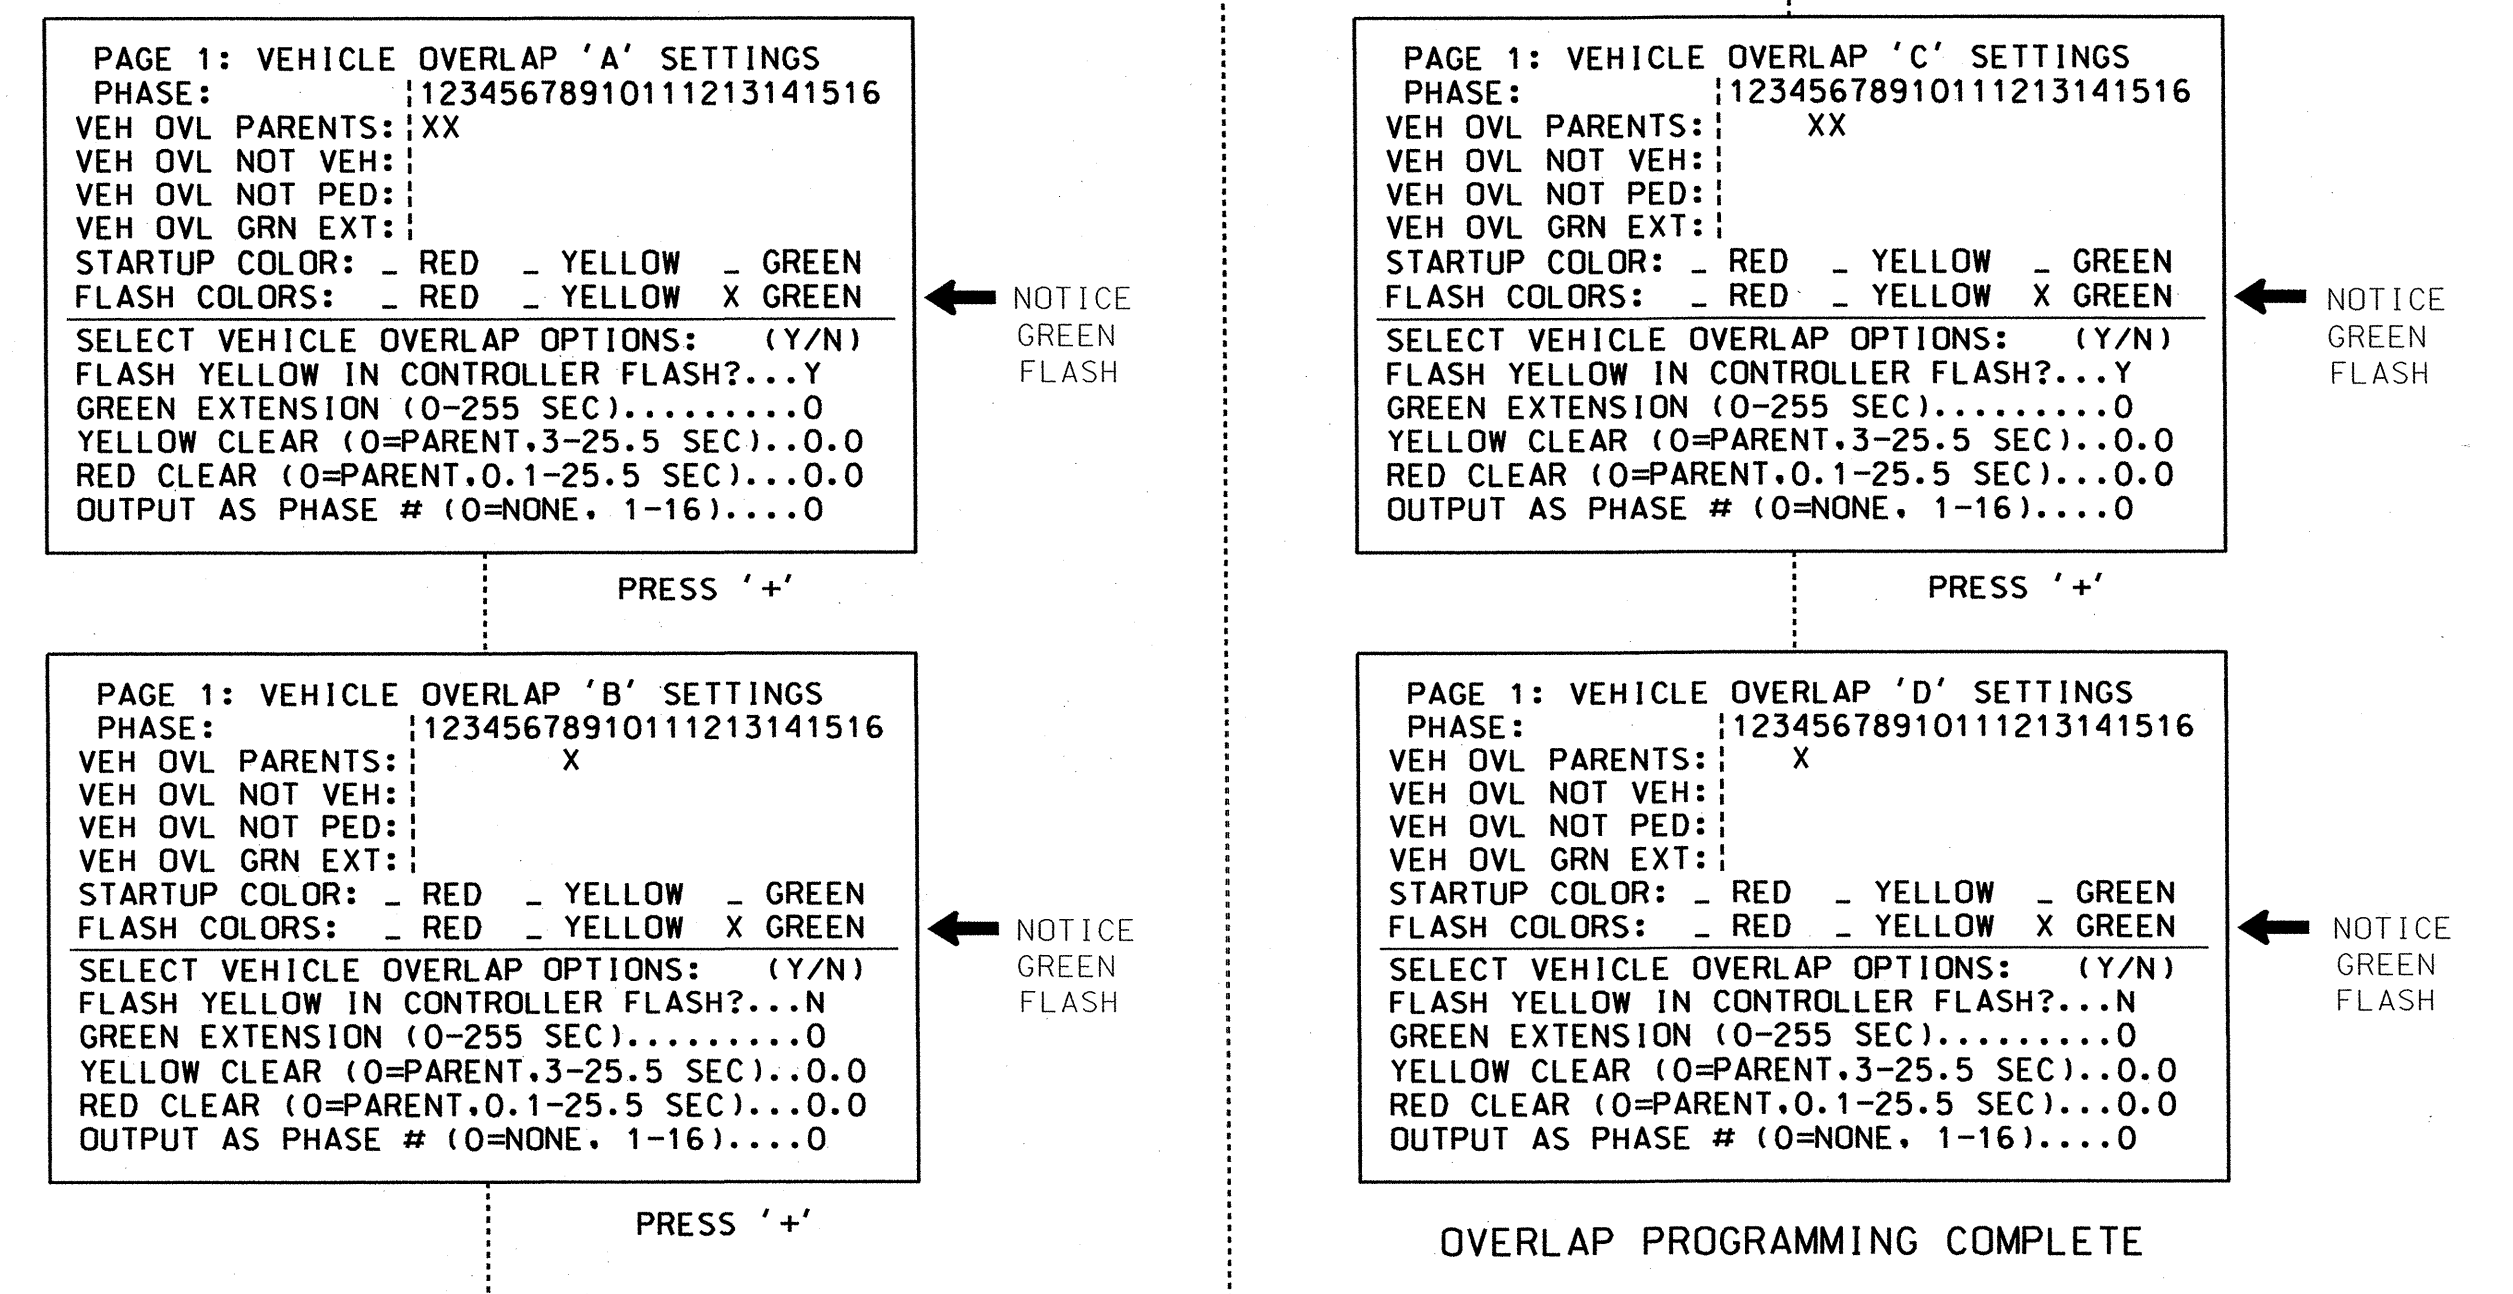 PAGE 1: VEHICLE OVERLAP 'A' SETTINGS
PHASE: |12345678910111213141516
VEH OVL PARENTS: |XX
VEH OVL NOT VEH: |
VEH OVL NOT PED: |
VEH OVL GRN EXT: |
STARTUP COLOR: _ RED _ YELLOW _ GREEN
FLASH COLORS: _ RED _ YELLOW X GREEN
NOTICE
GREEN
FLASH
SELECT VEHICLE OVERLAP OPTIONS: (Y/N)
FLASH YELLOW IN CONTROLLER FLASH?...Y
GREEN EXTENSION (0-255 SEC).........0
YELLOW CLEAR (0=PARENT,3-25.5 SEC)..0.0
RED CLEAR (0=PARENT,0.1-25.5 SEC)...0.0
OUTPUT AS PHASE # (0=NONE, 1-16)....0
PRESS '+'
PAGE 1: VEHICLE OVERLAP 'B' SETTINGS
PHASE: |12345678910111213141516
VEH OVL PARENTS: | X
VEH OVL NOT VEH: |
VEH OVL NOT PED: |
VEH OVL GRN EXT: |
STARTUP COLOR: _ RED _ YELLOW _ GREEN
FLASH COLORS: _ RED _ YELLOW X GREEN
NOTICE
GREEN
FLASH
SELECT VEHICLE OVERLAP OPTIONS: (Y/N)
FLASH YELLOW IN CONTROLLER FLASH?...N
GREEN EXTENSION (0-255 SEC).........0
YELLOW CLEAR (0=PARENT,3-25.5 SEC)..0.0
RED CLEAR (0=PARENT,0.1-25.5 SEC)...0.0
OUTPUT AS PHASE # (0=NONE, 1-16)....0
PRESS '+'
PAGE 1: VEHICLE OVERLAP 'C' SETTINGS
PHASE: |12345678910111213141516
VEH OVL PARENTS: | XX
VEH OVL NOT VEH: |
VEH OVL NOT PED: |
VEH OVL GRN EXT: |
STARTUP COLOR: _ RED _ YELLOW _ GREEN
FLASH COLORS: _ RED _ YELLOW X GREEN
NOTICE
GREEN
FLASH
SELECT VEHICLE OVERLAP OPTIONS: (Y/N)
FLASH YELLOW IN CONTROLLER FLASH?...Y
GREEN EXTENSION (0-255 SEC).........0
YELLOW CLEAR (0=PARENT,3-25.5 SEC)..0.0
RED CLEAR (0=PARENT,0.1-25.5 SEC)...0.0
OUTPUT AS PHASE # (0=NONE, 1-16)....0
PRESS '+'
PAGE 1: VEHICLE OVERLAP 'D' SETTINGS
PHASE: |12345678910111213141516
VEH OVL PARENTS: | X
VEH OVL NOT VEH: |
VEH OVL NOT PED: |
VEH OVL GRN EXT: |
STARTUP COLOR: _ RED _ YELLOW _ GREEN
FLASH COLORS: _ RED _ YELLOW X GREEN
NOTICE
GREEN
FLASH
SELECT VEHICLE OVERLAP OPTIONS: (Y/N)
FLASH YELLOW IN CONTROLLER FLASH?...N
GREEN EXTENSION (0-255 SEC).........0
YELLOW CLEAR (0=PARENT,3-25.5 SEC)..0.0
RED CLEAR (0=PARENT,0.1-25.5 SEC)...0.0
OUTPUT AS PHASE # (0=NONE, 1-16)....0
OVERLAP PROGRAMMING COMPLETE